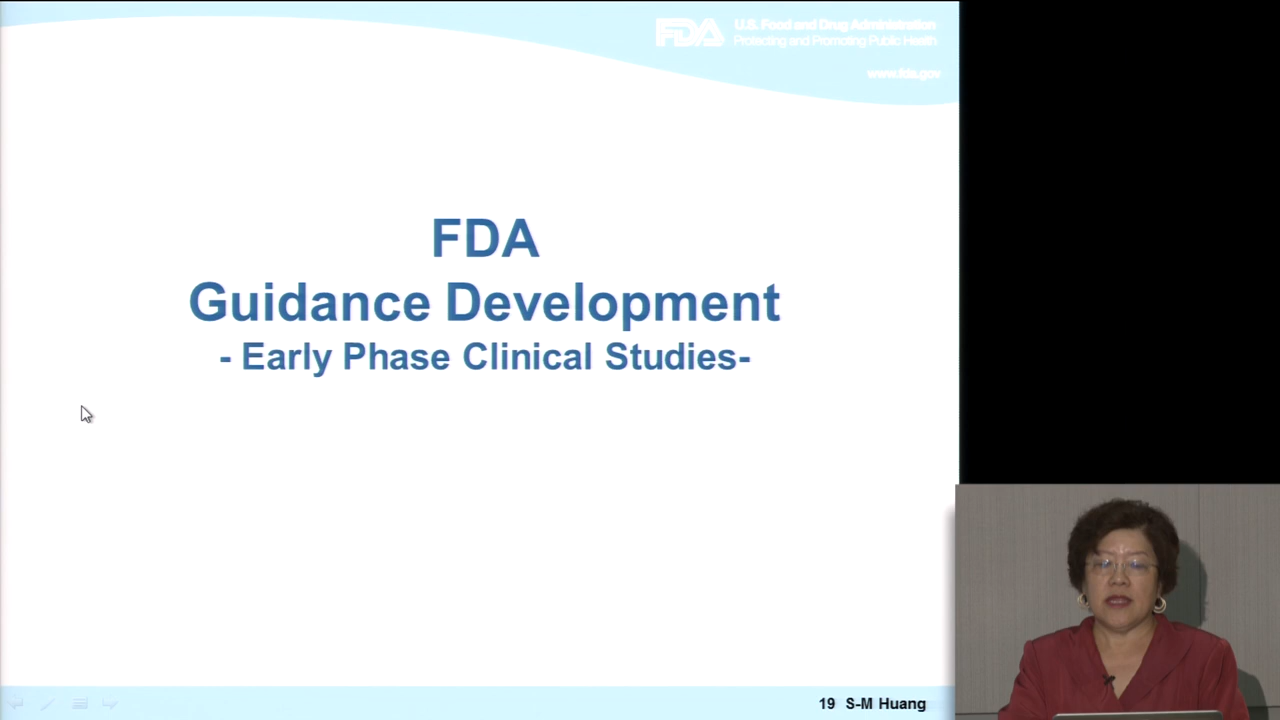 FDA
U.S. Food and Drug Administration
Protecting and Promoting Public Health
www.fda.gov
FDA
Guidance Development
- Early Phase Clinical Studies-
19 S-M Huang